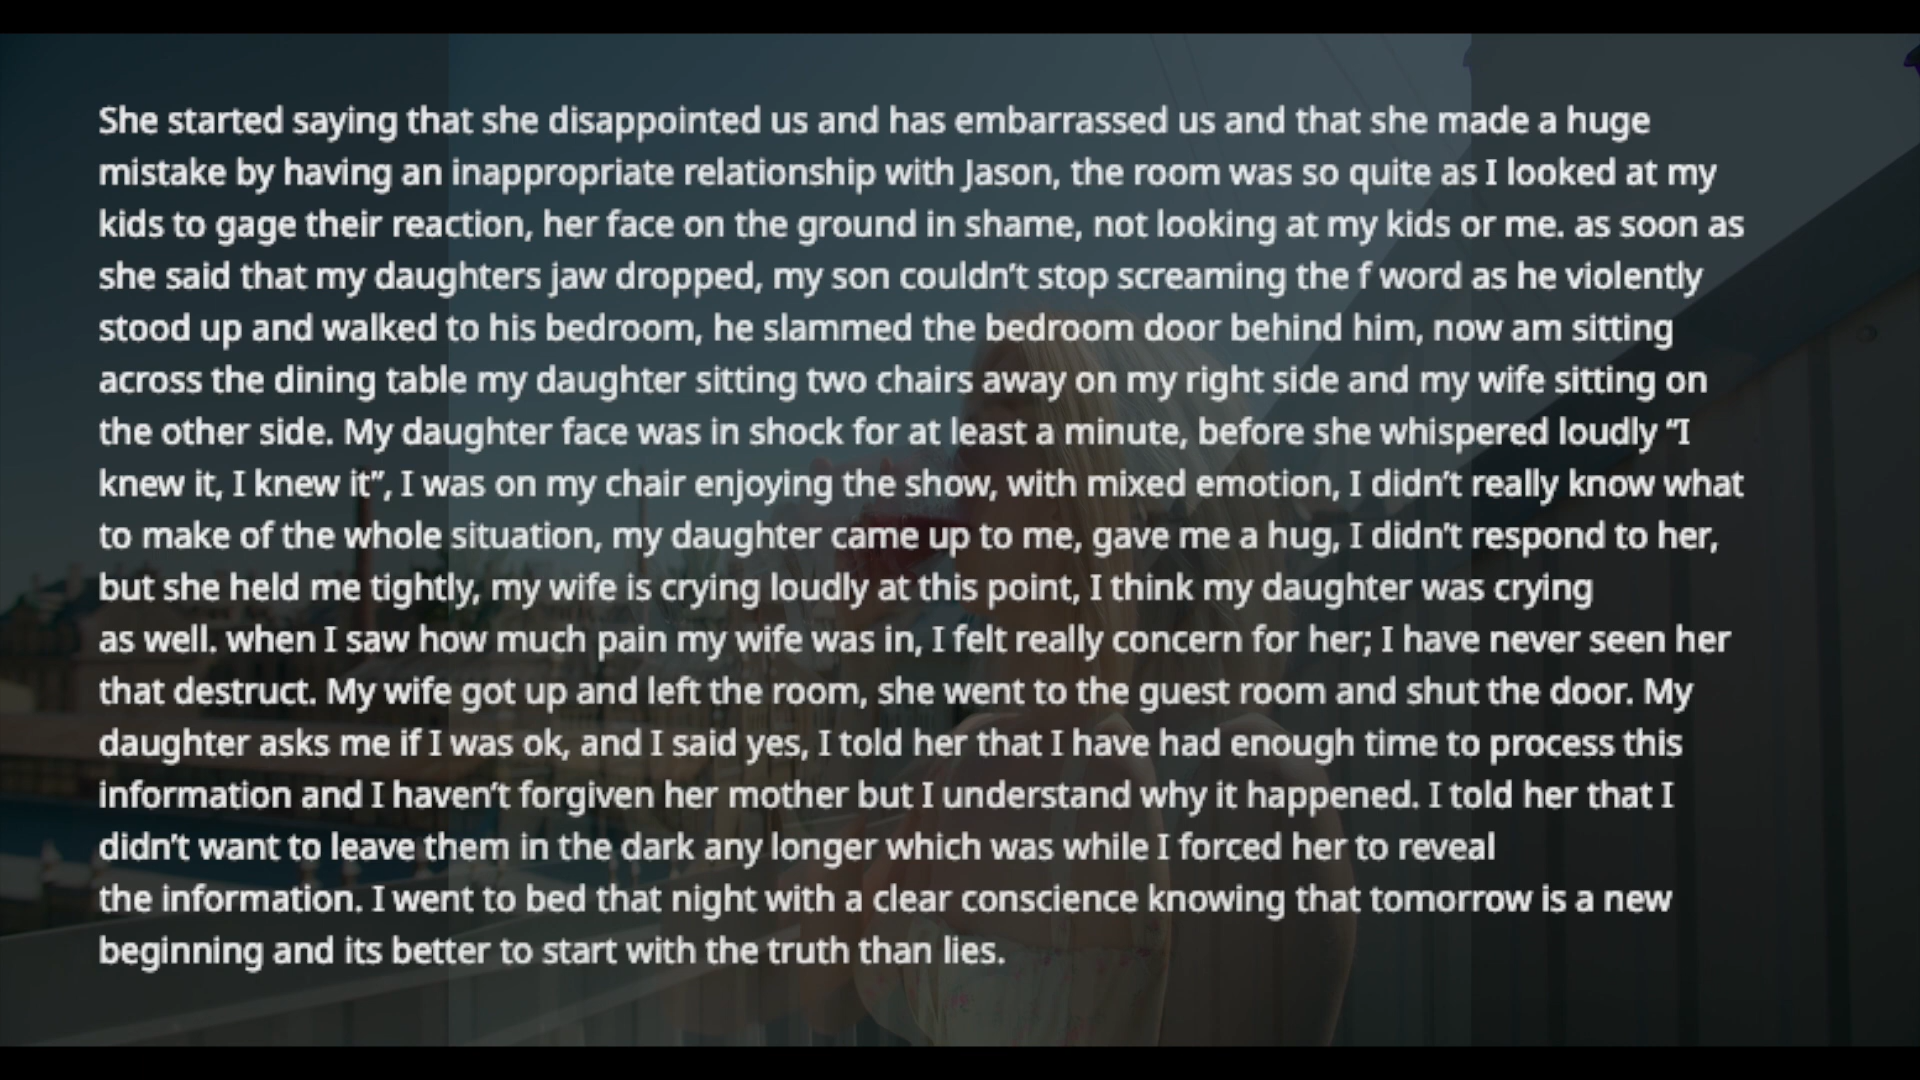 She started saying that she disappointed us and has embarrassed us and that she made a huge
mistake by having an inappropriate relationship with Jason, the room was so quite as I looked at my
kids to gage their reaction, her face on the ground in shame, not looking at my kids or me. as soon as
she said that my daughters jaw dropped, my son couldn’t stop screaming the f word as he violently
stood up and walked to his bedroom, he slammed the bedroom door behind him, now am sitting
across the dining table my daughter sitting two chairs away on my right side and my wife sitting on
the other side. My daughter face was in shock for at least a minute, before she whispered loudly “I
knew it, I knew it”, I was on my chair enjoying the show, with mixed emotion, I didn’t really know what
to make of the whole situation, my daughter came up to me, gave me a hug, I didn’t respond to her,
but she held me tightly, my wife is crying loudly at this point, I think my daughter was crying
as well. when I saw how much pain my wife was in, I felt really concern for her; I have never seen her
that destruct. My wife got up and left the room, she went to the guest room and shut the door. My
daughter asks me if I was ok, and I said yes, I told her that I have had enough time to process this
information and I haven’t forgiven her mother but I understand why it happened. I told her that I
didn’t want to leave them in the dark any longer which was while I forced her to reveal
the information. I went to bed that night with a clear conscience knowing that tomorrow is a new
beginning and its better to start with the truth than lies.